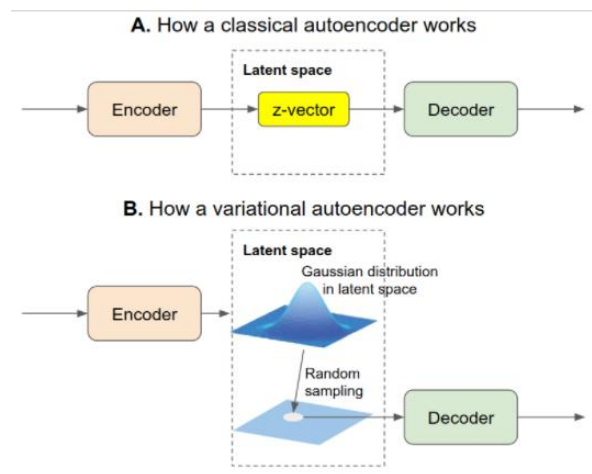 A. How a classical autoencoder works
Latent space
Encoder
z-vector
Decoder
B. How a variational autoencoder works
Latent space
Gaussian distribution
in latent space
Encoder
Random
sampling
Decoder